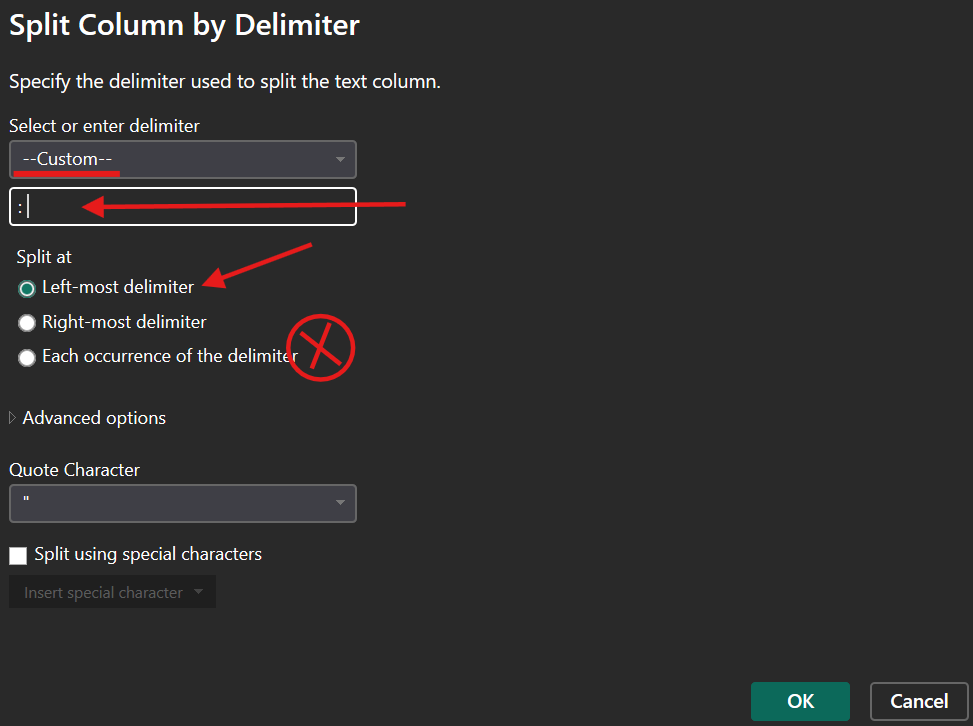 Split Column by Delimiter
Specify the delimiter used to split the text column.
Select or enter delimiter
--Custom--
:
Split at
Left-most delimiter
Right-most delimiter
Each occurrence of the delimiter
Advanced options
Quote Character
"
Split using special characters
Insert special character
OK Cancel